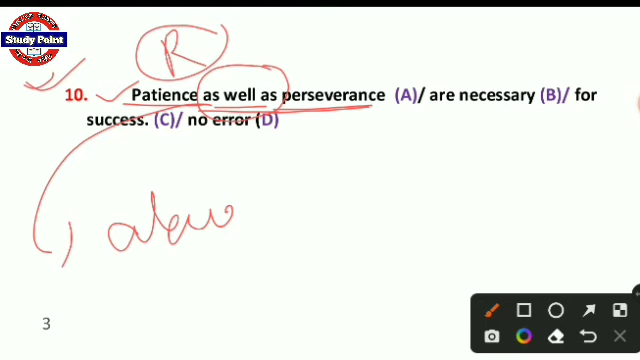 Study Point
R
10. Patience as well as perseverance (A)/ are necessary (B)/ for
success. (C)/ no error (D)
3